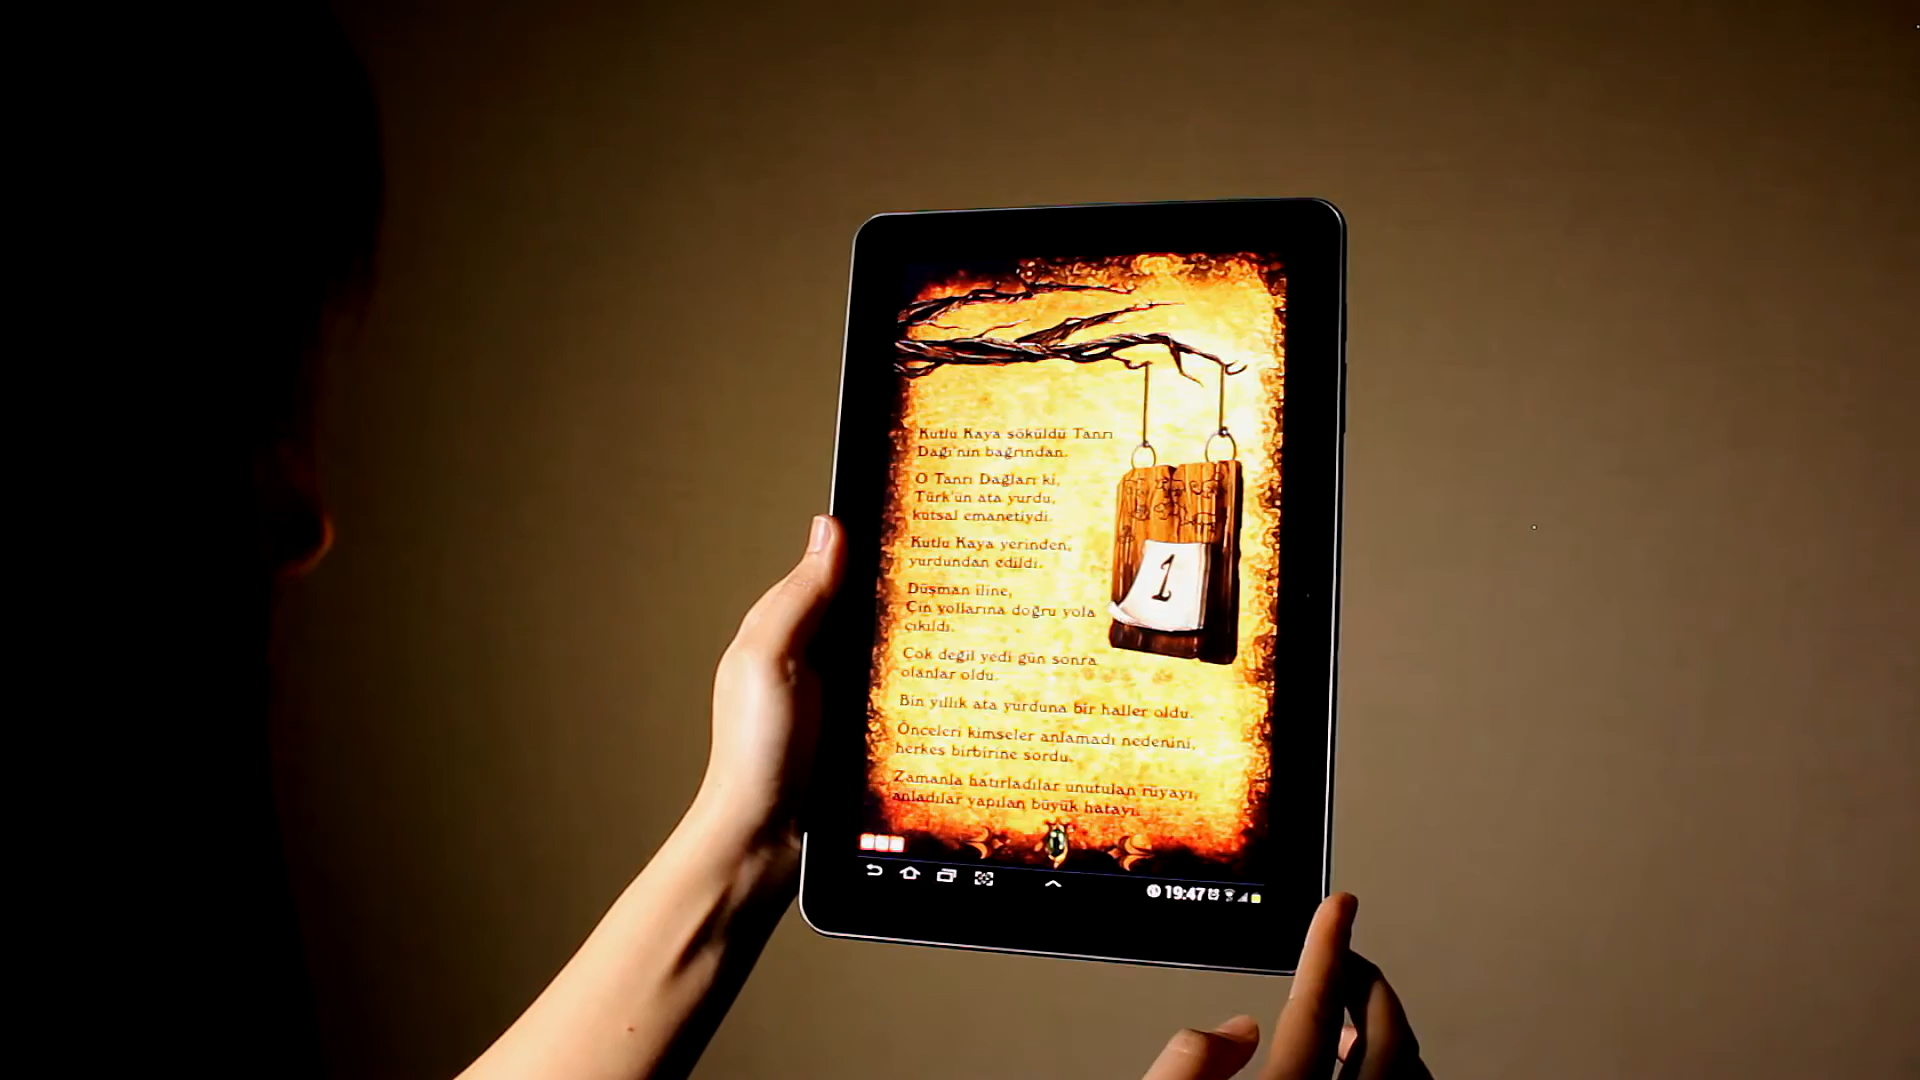 Kutlu Kaya söküldü Tanrı
Dağı'nın bağrından.
O Tanrı Dağları ki,
Türk'ün ata yurdu,
kutsal emanetiydi.
Kutlu Kaya yerinden,
yurdundan edildi.
Düşman iline,
Çin yollarına doğru yola
çıkıldı.
Çok değil yedi gün sonra
olanlar oldu.
Bin yıllık ata yurduna bir haller oldu.
Önceleri kimseler anlamadı nedenini,
herkes birbirine sordu.
Zamanla hatırladılar unutulan rüyayı,
anladılar yapılan büyük hatayı.
1
19:47